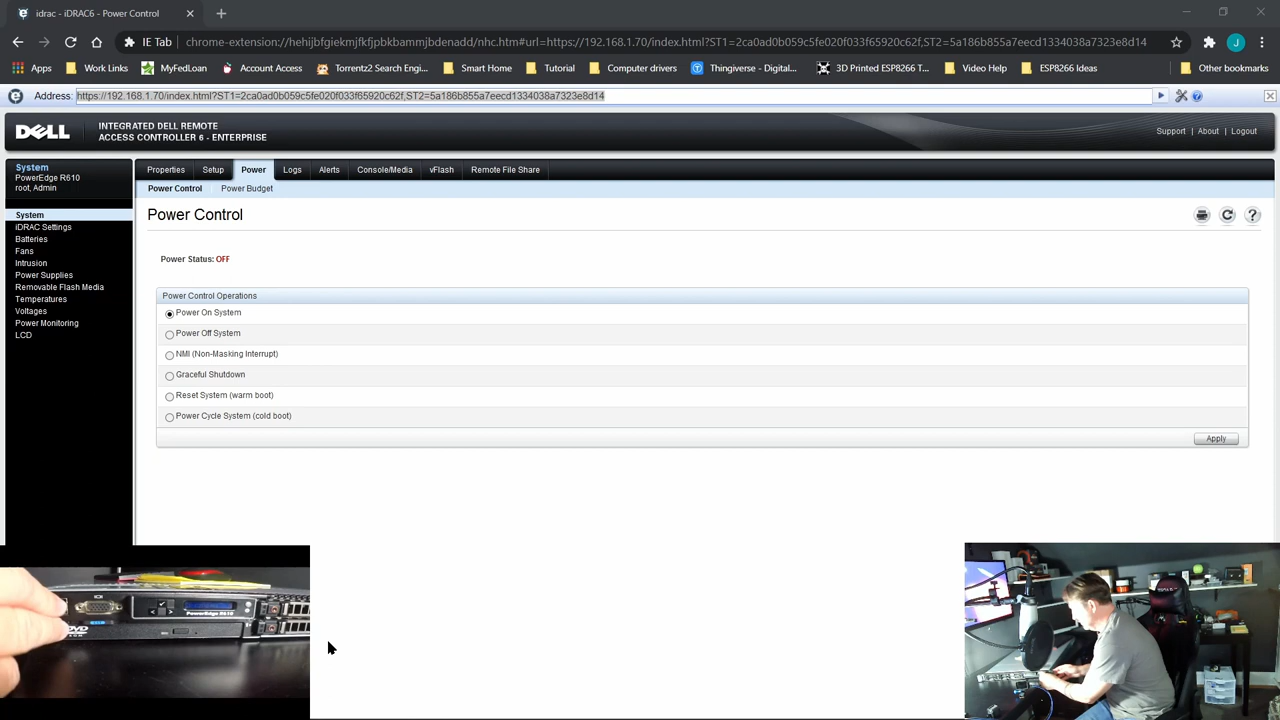 idrac - iDRAC6 - Power Control
IE Tab
chrome-extension://hehijbfgiekmjfkfjpbkbammjbdenadd/nhc.htm#url=https://192.168.1.70/index.html?ST1=2ca0ad0b059c5fe020f033f65920c62f,ST2=5a186b855a7eecd1334038a7323e8d14
J
Apps Work Links MyFedLoan Account Access Torrentz2 Search Eng... Smart Home Tutorial Computer drivers Thingiverse - Digital... 3D Printed ESP8266 T... Video Help ESP8266 Ideas Other bookmarks
Address: https://192.168.1.70/index.html?ST1=2ca0ad0b059c5fe020f033f65920c62f,ST2=5a186b855a7eecd1334038a7323e8d14
DELL
INTEGRATED DELL REMOTE
ACCESS CONTROLLER 6 - ENTERPRISE
Support | About | Logout
System
PowerEdge R610
root, Admin
System
iDRAC Settings
Batteries
Fans
Intrusion
Power Supplies
Removable Flash Media
Temperatures
Voltages
Power Monitoring
LCD
Properties Setup Power Logs Alerts Console/Media vFlash Remote File Share
Power Control Power Budget
Power Control
Power Status: OFF
Power Control Operations
Power On System
Power Off System
NMI (Non-Masking Interrupt)
Graceful Shutdown
Reset System (warm boot)
Power Cycle System (cold boot)
Apply
PowerEdge R610